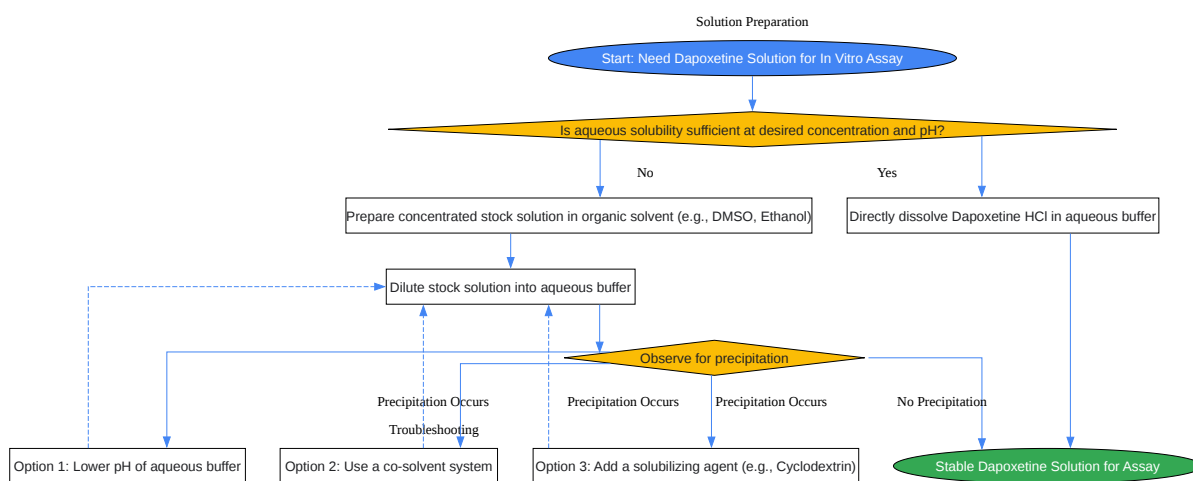 Solution Preparation
Start: Need Dapoxetine Solution for In Vitro Assay
Is aqueous solubility sufficient at desired concentration and pH?
No
Yes
Prepare concentrated stock solution in organic solvent (e.g., DMSO, Ethanol)
Directly dissolve Dapoxetine HCl in aqueous buffer
Dilute stock solution into aqueous buffer
Observe for precipitation
Precipitation Occurs
Precipitation Occurs
Precipitation Occurs
No Precipitation
Troubleshooting
Option 1: Lower pH of aqueous buffer
Option 2: Use a co-solvent system
Option 3: Add a solubilizing agent (e.g., Cyclodextrin)
Stable Dapoxetine Solution for Assay